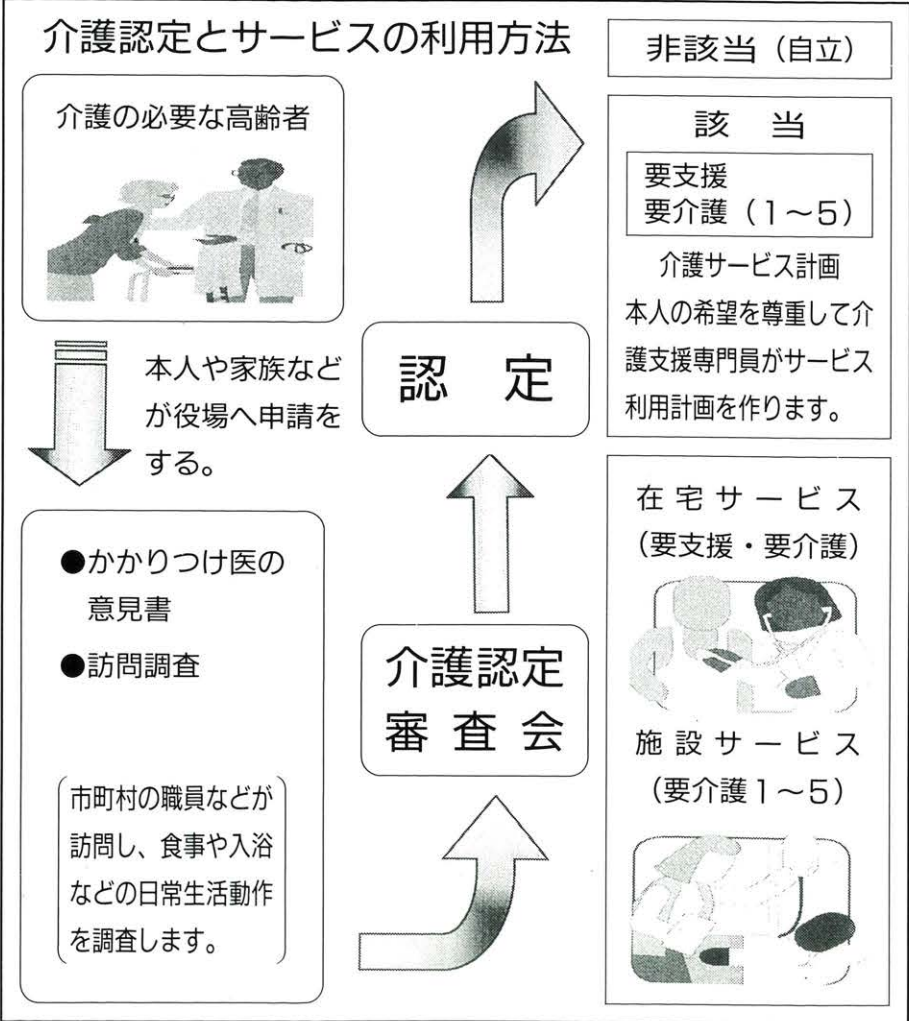 介護認定とサービスの利用方法
介護の必要な高齢者
本人や家族など
が役場へ申請を
する。
●かかりつけ医の
意見書
●訪問調査
市町村の職員などが
訪問し、食事や入浴
などの日常生活動作
を調査します。
介護認定
審査会
認定
非該当（自立）
該当
要支援
要介護（1～5）
介護サービス計画
本人の希望を尊重して介
護支援専門員がサービス
利用計画を作ります。
在宅サービス
（要支援・要介護）
施設サービス
（要介護1～5）